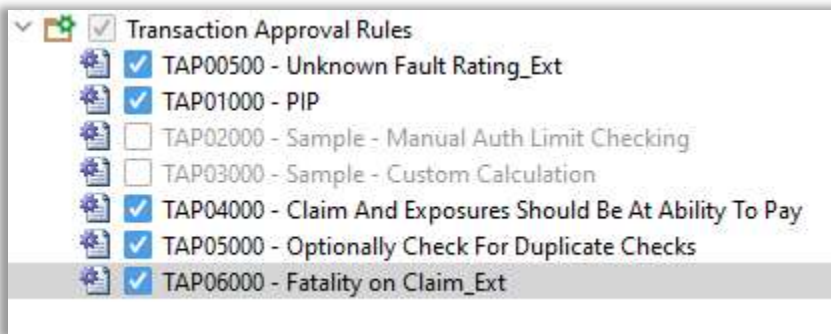 Transaction Approval Rules
TAP00500 - Unknown Fault Rating_Ext
TAP01000 - PIP
TAP02000 - Sample - Manual Auth Limit Checking
TAP03000 - Sample - Custom Calculation
TAP04000 - Claim And Exposures Should Be At Ability To Pay
TAP05000 - Optionally Check For Duplicate Checks
TAP06000 - Fatality on Claim_Ext